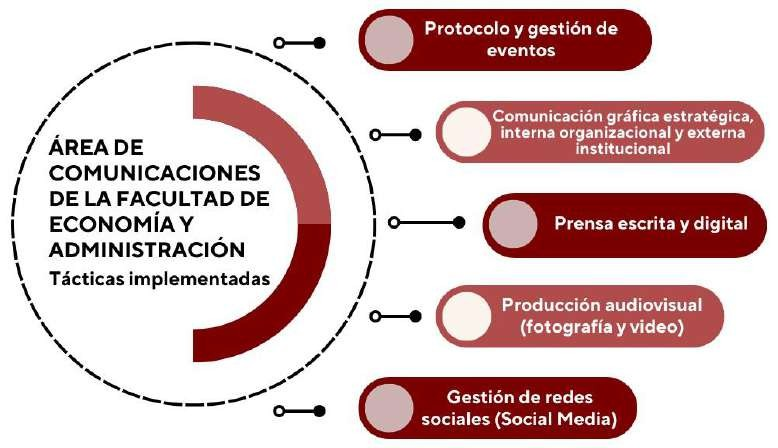 ÁREA DE
COMUNICACIONES
DE LA FACULTAD DE
ECONOMÍA Y
ADMINISTRACIÓN
Tácticas implementadas
Protocolo y gestión de
eventos
Comunicación gráfica estratégica,
interna organizacional y externa
institucional
Prensa escrita y digital
Producción audiovisual
(fotografía y video)
Gestión de redes
sociales (Social Media)